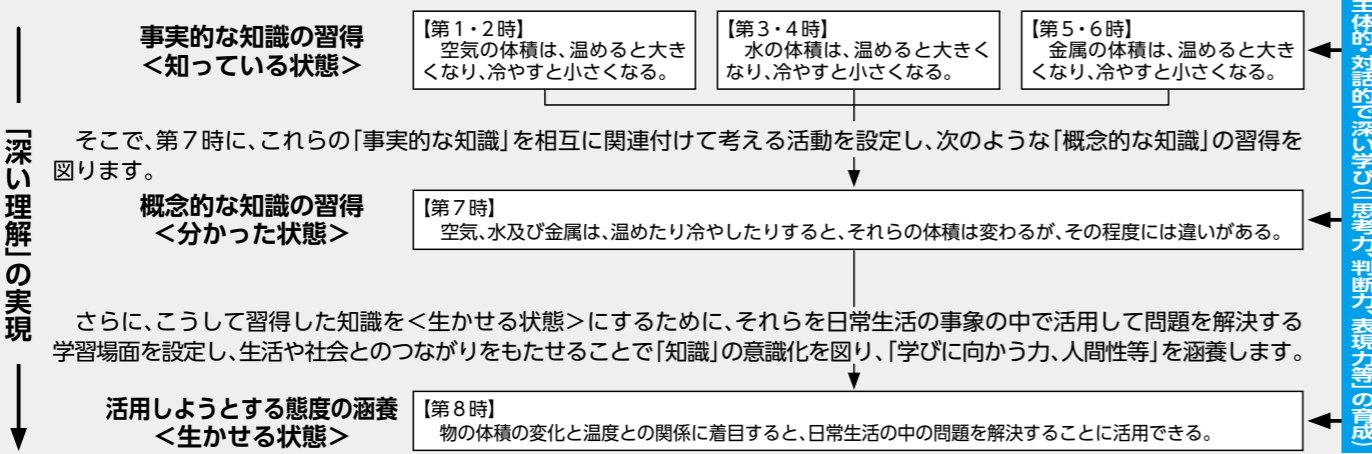 事実的な知識の習得
<知っている状態>
【第1・2時】
空気の体積は、温めると大き
くなり、冷やすと小さくなる。
【第3・4時】
水の体積は、温めると大きく
なり、冷やすと小さくなる。
【第5・6時】
金属の体積は、温めると大き
くなり、冷やすと小さくなる。
そこで、第7時に、これらの「事実的な知識」を相互に関連付けて考える活動を設定し、次のような「概念的な知識」の習得を
図ります。
概念的な知識の習得
<分かった状態>
【第7時】
空気、水及び金属は、温めたり冷やしたりすると、それらの体積は変わるが、その程度には違いがある。
さらに、こうして習得した知識を<生かせる状態>にするために、それらを日常生活の事象の中で活用して問題を解決する
学習場面を設定し、生活や社会とのつながりをもたせることで「知識」の意識化を図り、「学びに向かう力、人間性等」を涵養します。
活用しようとする態度の涵養
<生かせる状態>
【第8時】
物の体積の変化と温度との関係に着目すると、日常生活の中の問題を解決することに活用できる。
「深い理解」の実現
主体的・対話的で深い学び(「思考力、判断力、表現力等」の育成)